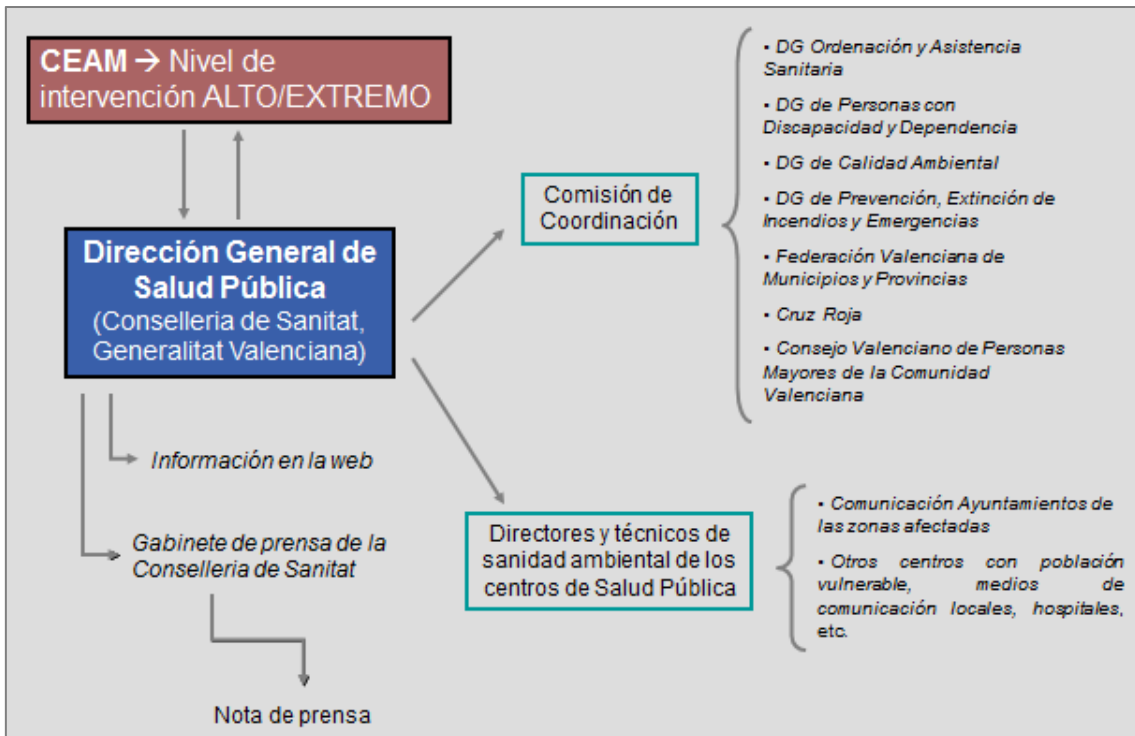 CEAM → Nivel de
intervención ALTO/EXTREMO
Dirección General de
Salud Pública
(Conselleria de Sanitat,
Generalitat Valenciana)
Información en la web
Gabinete de prensa de la
Conselleria de Sanitat
Nota de prensa
Comisión de
Coordinación
▪ DG Ordenación y Asistencia
Sanitaria
▪ DG de Personas con
Discapacidad y Dependencia
▪ DG de Calidad Ambiental
▪ DG de Prevención, Extinción de
Incendios y Emergencias
▪ Federación Valenciana de
Municipios y Provincias
▪ Cruz Roja
▪ Consejo Valenciano de Personas
Mayores de la Comunidad
Valenciana
Directores y técnicos de
sanidad ambiental de los
centros de Salud Pública
▪ Comunicación Ayuntamientos de
las zonas afectadas
▪ Otros centros con población
vulnerable, medios de
comunicación locales, hospitales,
etc.